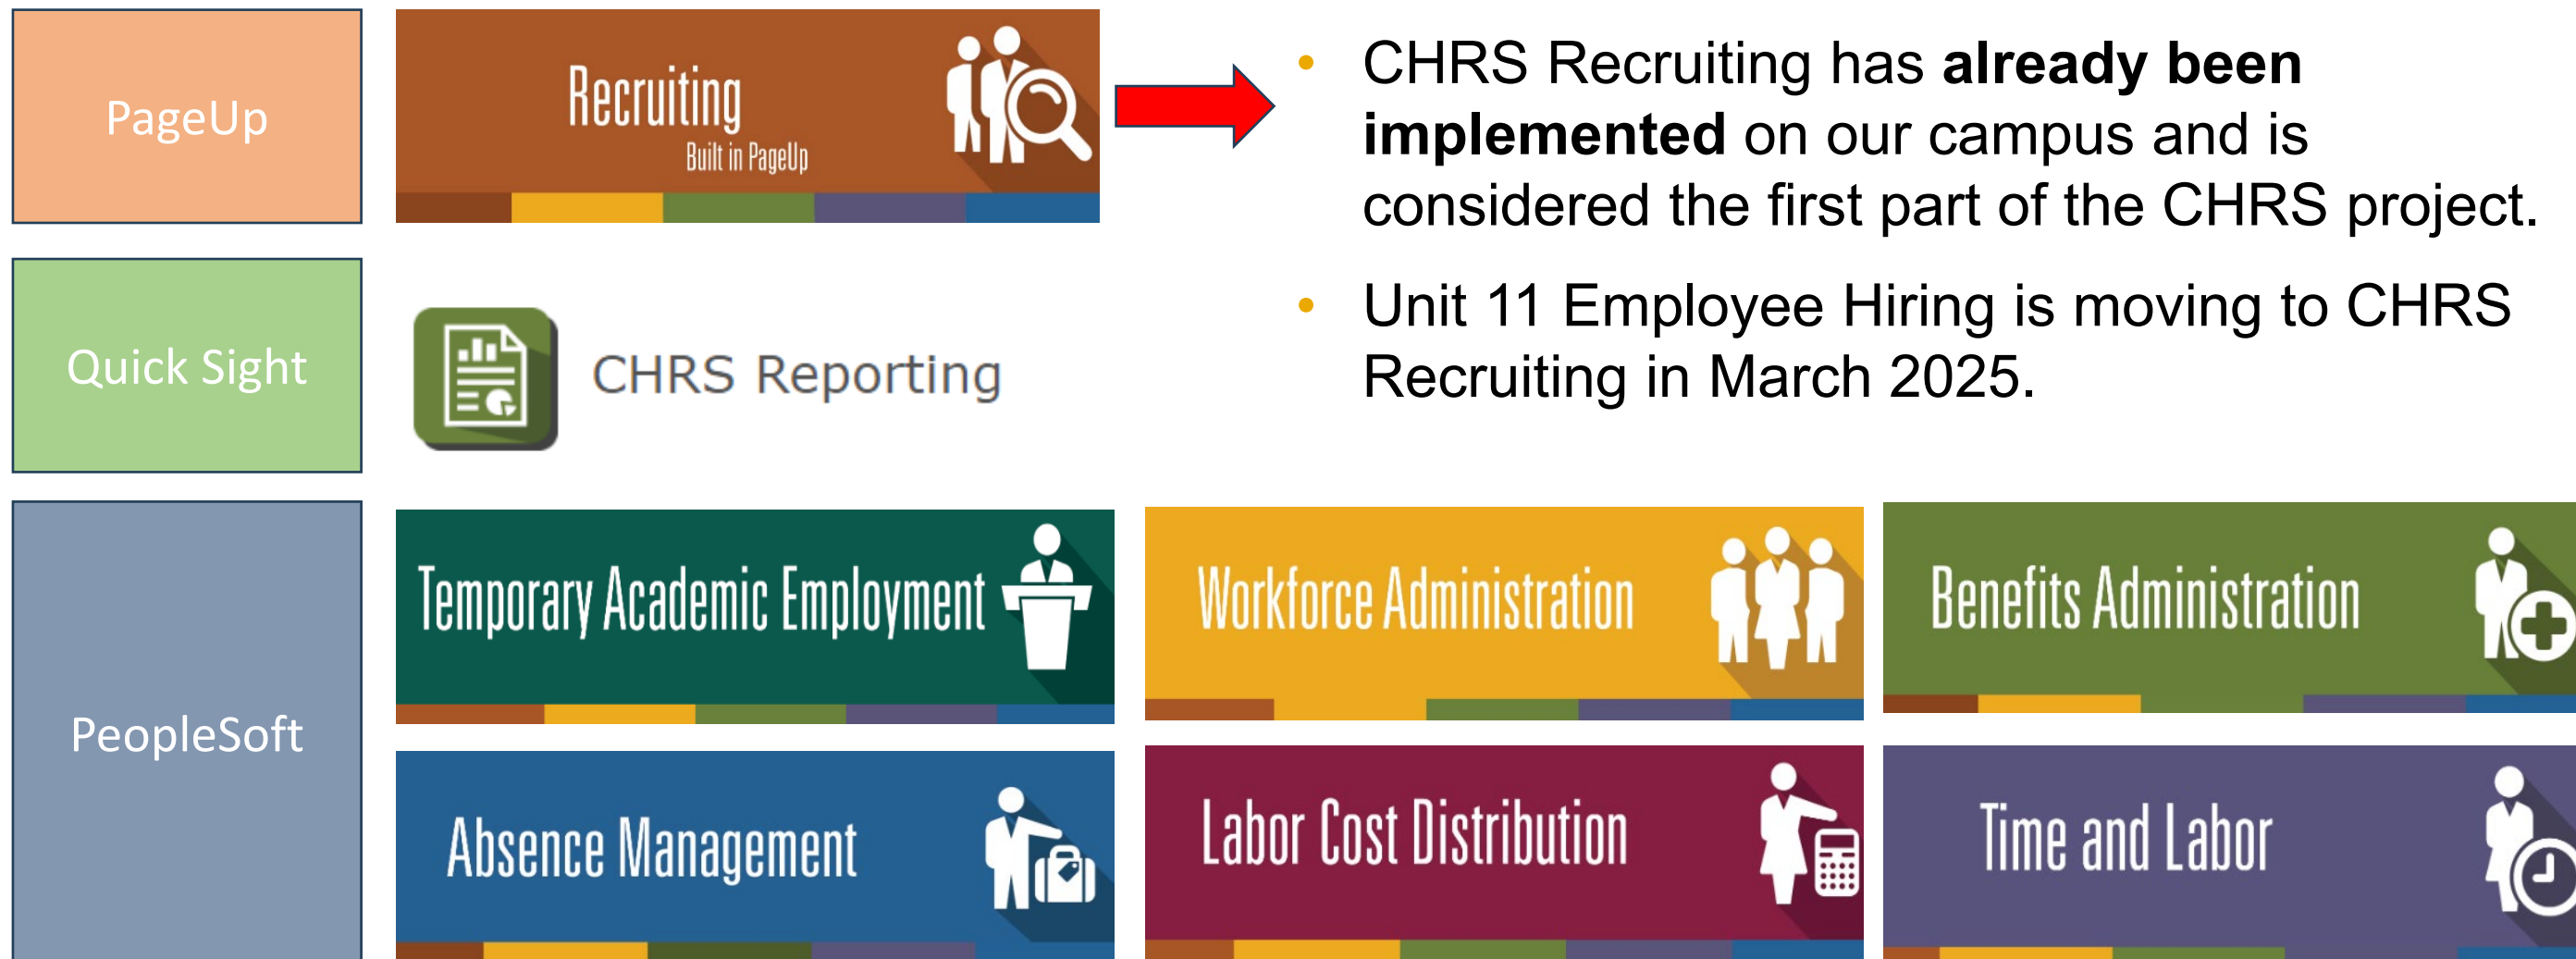 PageUp
Recruiting
Built in PageUp
• CHRS Recruiting has already been
implemented on our campus and is
considered the first part of the CHRS project.
• Unit 11 Employee Hiring is moving to CHRS
Recruiting in March 2025.
Quick Sight
CHRS Reporting
PeopleSoft
Temporary Academic Employment
Workforce Administration
Benefits Administration
Absence Management
Labor Cost Distribution
Time and Labor